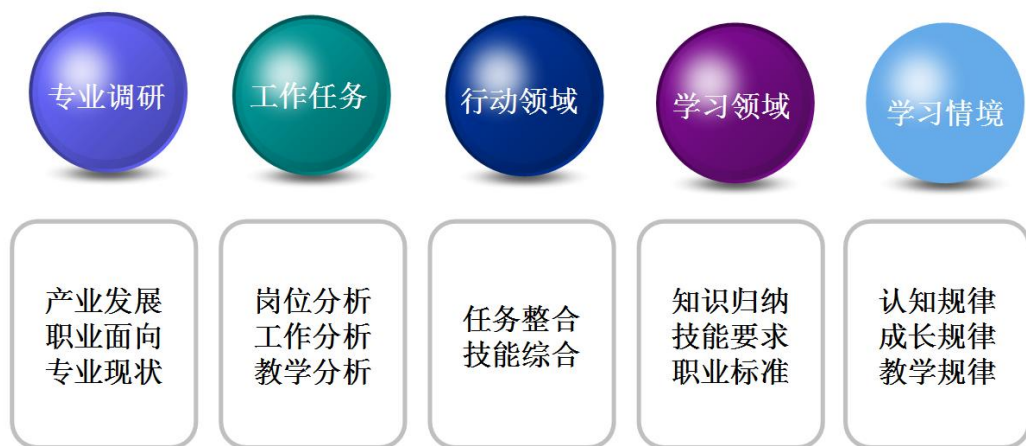 专业调研
工作任务
行动领域
学习领域
学习情境
产业发展
职业面向
专业现状
岗位分析
工作分析
教学分析
任务整合
技能综合
知识归纳
技能要求
职业标准
认知规律
成长规律
教学规律